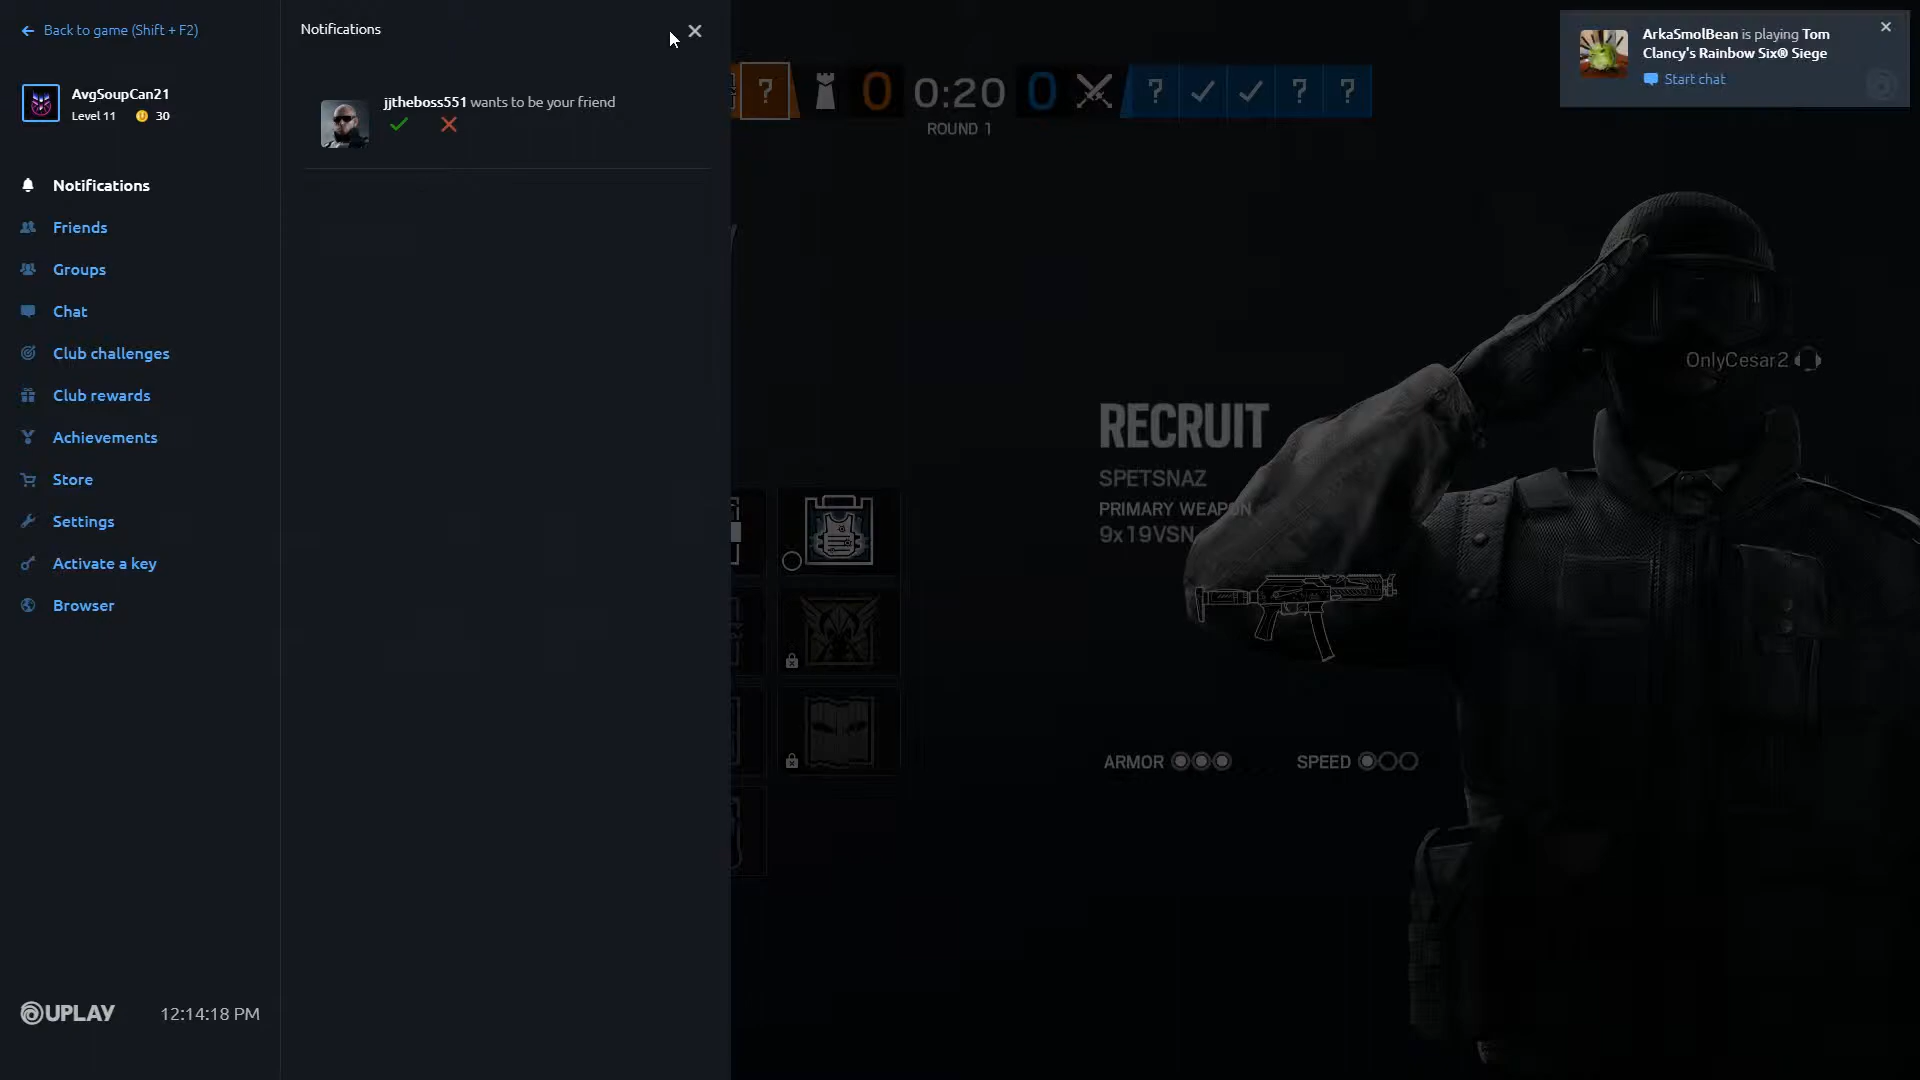 Back to game (Shift + F2)
AvgSoupCan21
Level 11 30
Notifications
Friends
Groups
Chat
Club challenges
Club rewards
Achievements
Store
Settings
Activate a key
Browser
UPLAY 12:14:18 PM
Notifications
jjtheboss551 wants to be your friend
? 0 0:20 0 ? ? ?
ROUND 1
ArkaSmolBean is playing Tom
Clancy's Rainbow Six® Siege
Start chat
OnlyCesar2
RECRUIT
SPETSNAZ
PRIMARY WEAPON
9x19VSN
ARMOR SPEED